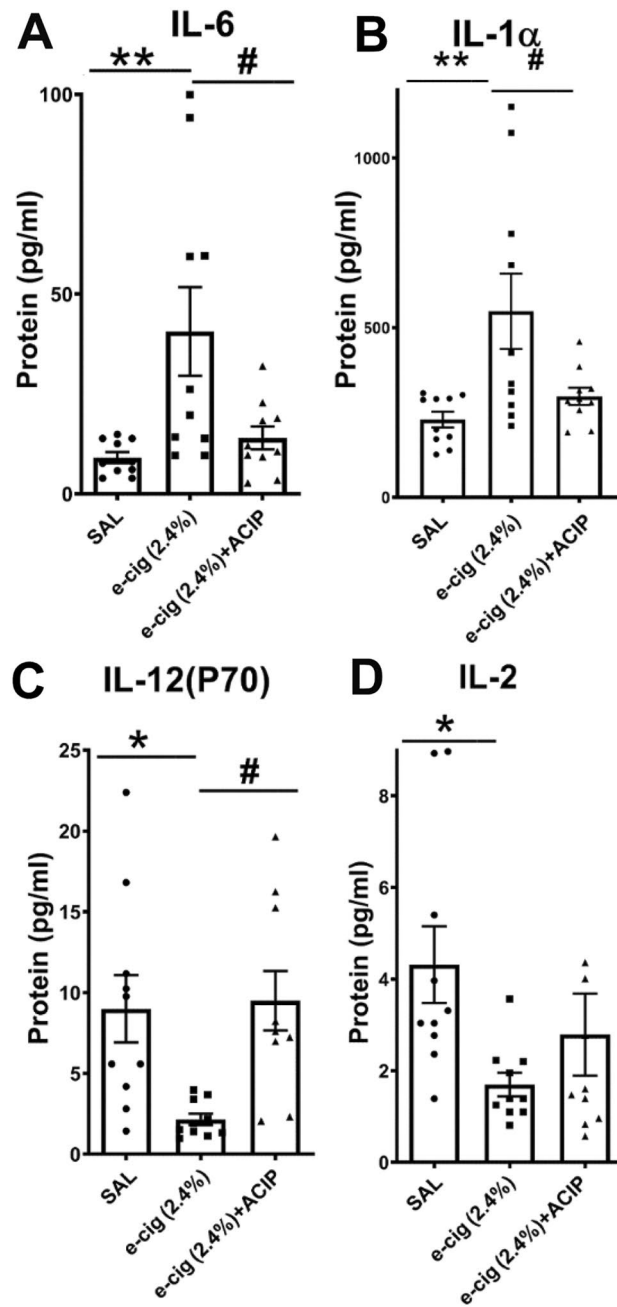 A
IL-6
** #
Protein (pg/ml)
100
50
0
SAL
e-cig (2.4%)
e-cig (2.4%)+ACIP
B
IL-1α
** #
Protein (pg/ml)
1000
500
0
SAL
e-cig (2.4%)
e-cig (2.4%)+ACIP
C
IL-12(P70)
* #
Protein (pg/ml)
25
20
15
10
5
0
SAL
e-cig (2.4%)
e-cig (2.4%)+ACIP
D
IL-2
*
Protein (pg/ml)
8
6
4
2
0
SAL
e-cig (2.4%)
e-cig (2.4%)+ACIP